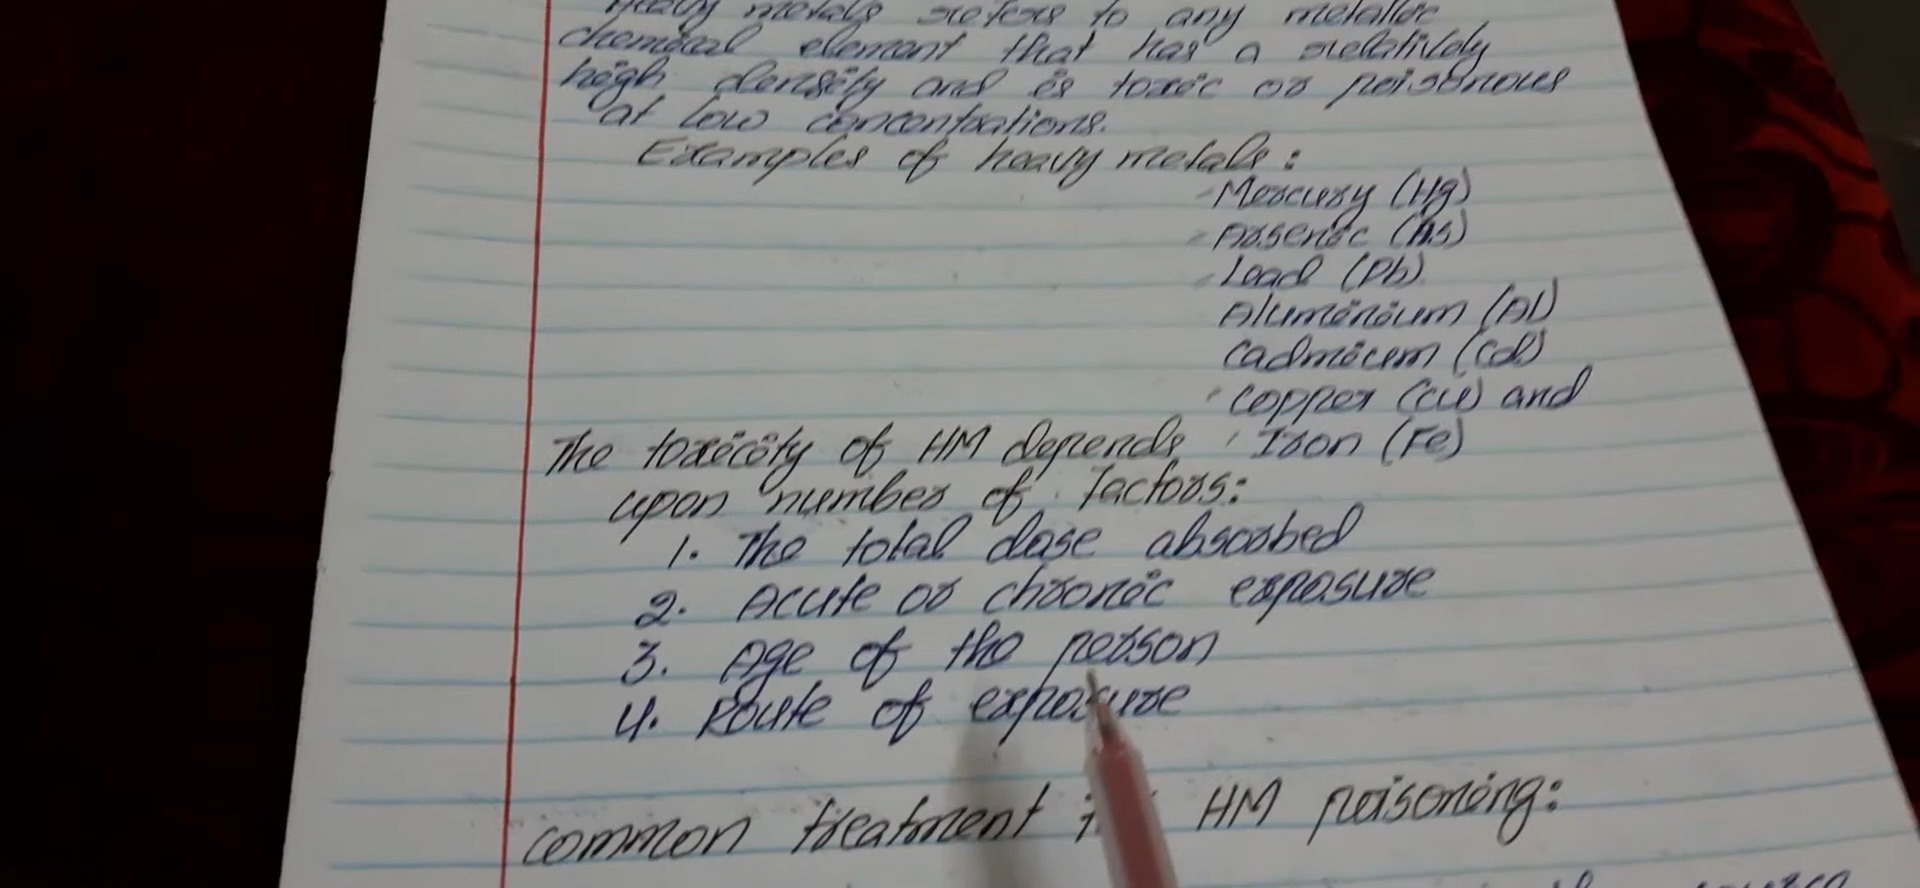 Heavy metals refers to any metallic
chemical element that has a relatively
high density and is toxic or poisonous
at low concentrations.
Examples of heavy metals:
- Mercury (Hg)
- Arsenic (As)
- Lead (Pb)
Aluminium (Al)
Cadmium (Cd)
Copper (Cu) and
Iron (Fe)
The toxicity of HM depends
upon number of factors:
1. The total dose absorbed
2. Acute or chronic exposure
3. Age of the person
4. Route of exposure
common treatment HM poisoning: